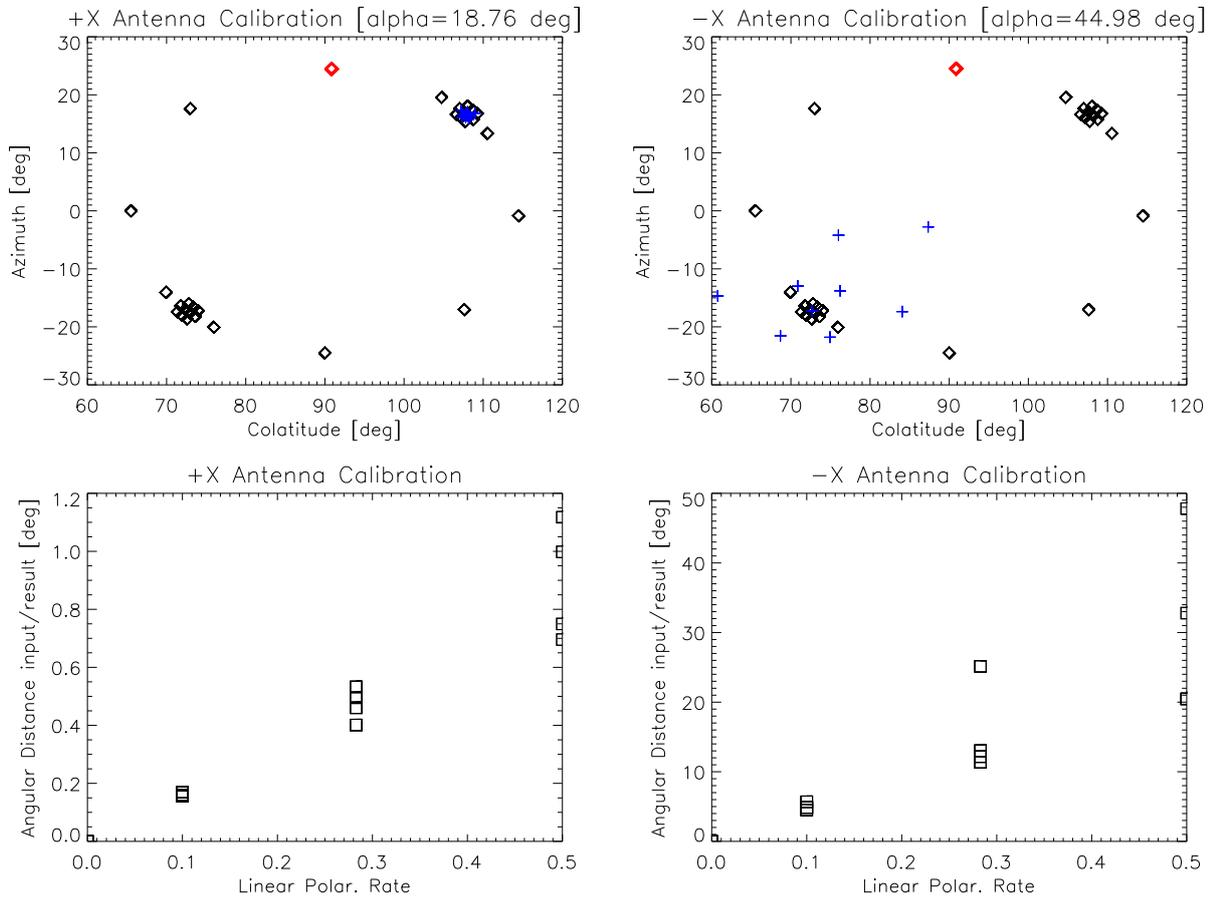 +X Antenna Calibration [alpha=18.76 deg]
30
20
10
0
−10
−20
−30
Azimuth [deg]
60 70 80 90 100 110 120
Colatitude [deg]
−X Antenna Calibration [alpha=44.98 deg]
30
20
10
0
−10
−20
−30
Azimuth [deg]
60 70 80 90 100 110 120
Colatitude [deg]
+X Antenna Calibration
1.2
1.0
0.8
0.6
0.4
0.2
0.0
Angular Distance input/result [deg]
0.0 0.1 0.2 0.3 0.4 0.5
Linear Polar. Rate
−X Antenna Calibration
50
40
30
20
10
0
Angular Distance input/result [deg]
0.0 0.1 0.2 0.3 0.4 0.5
Linear Polar. Rate